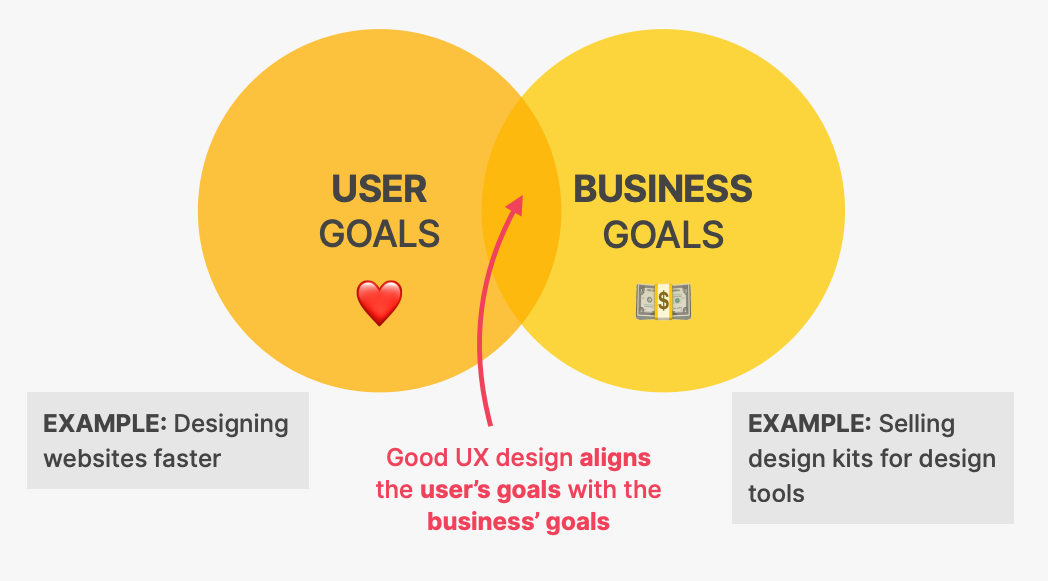 USER
GOALS
BUSINESS
GOALS
$
EXAMPLE: Designing
websites faster
Good UX design aligns
the user’s goals with the
business’ goals
EXAMPLE: Selling
design kits for design
tools